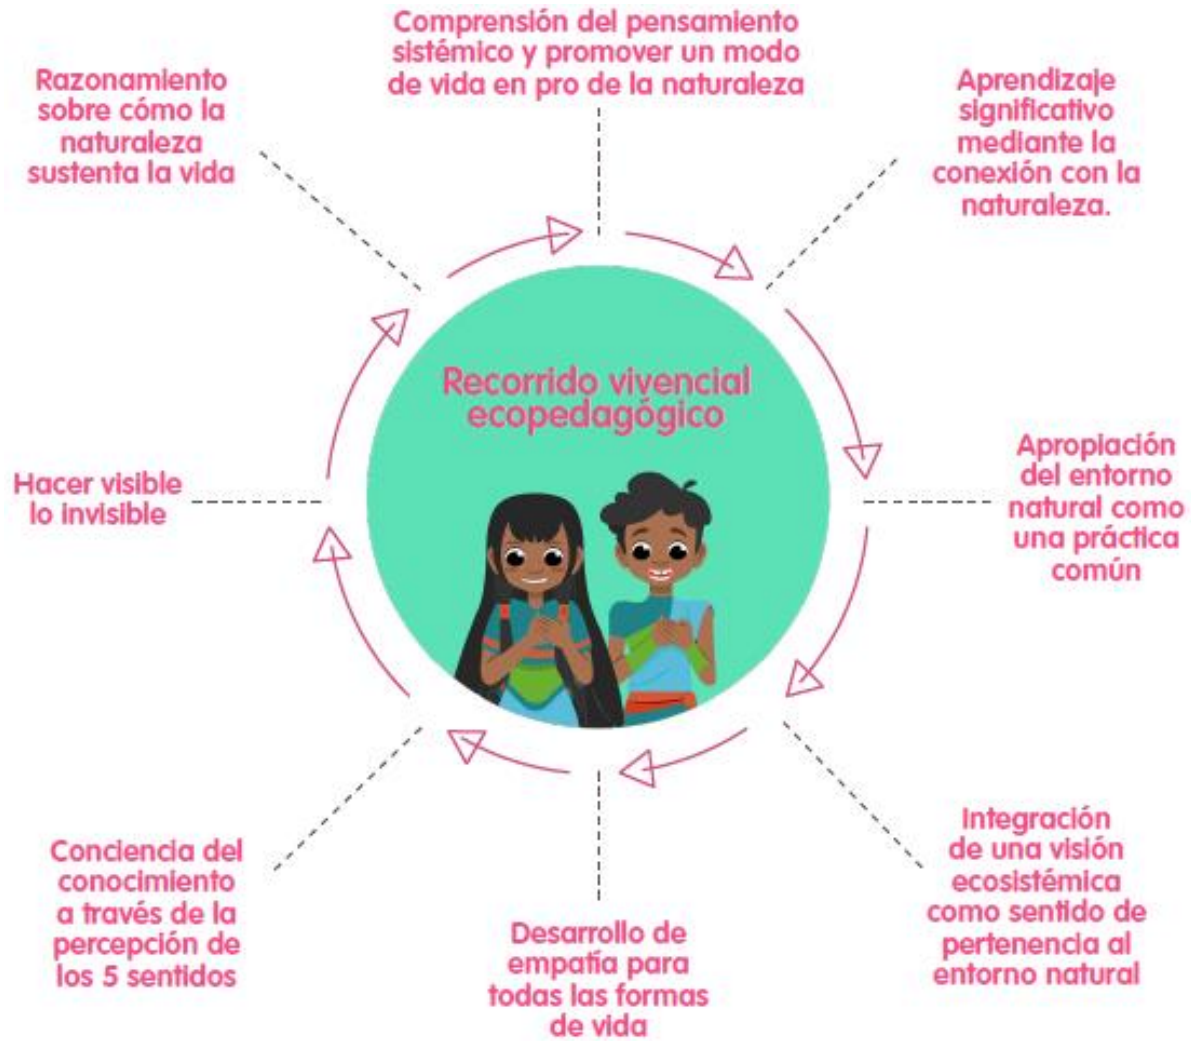 Comprensión del pensamiento
sistémico y promover un modo
de vida en pro de la naturaleza
Aprendizaje
significativo
mediante la
conexión con la
naturaleza.
Apropiación
del entorno
natural como
una práctica
común
Integración
de una visión
ecosistémica
como sentido de
pertenencia al
entorno natural
Desarrollo de
empatía para
todas las formas
de vida
Conciencia del
conocimiento
a través de la
percepción de
los 5 sentidos
Hacer visible
lo invisible
Razonamiento
sobre cómo la
naturaleza
sustenta la vida
Recorrido vivencial
ecopedagógico